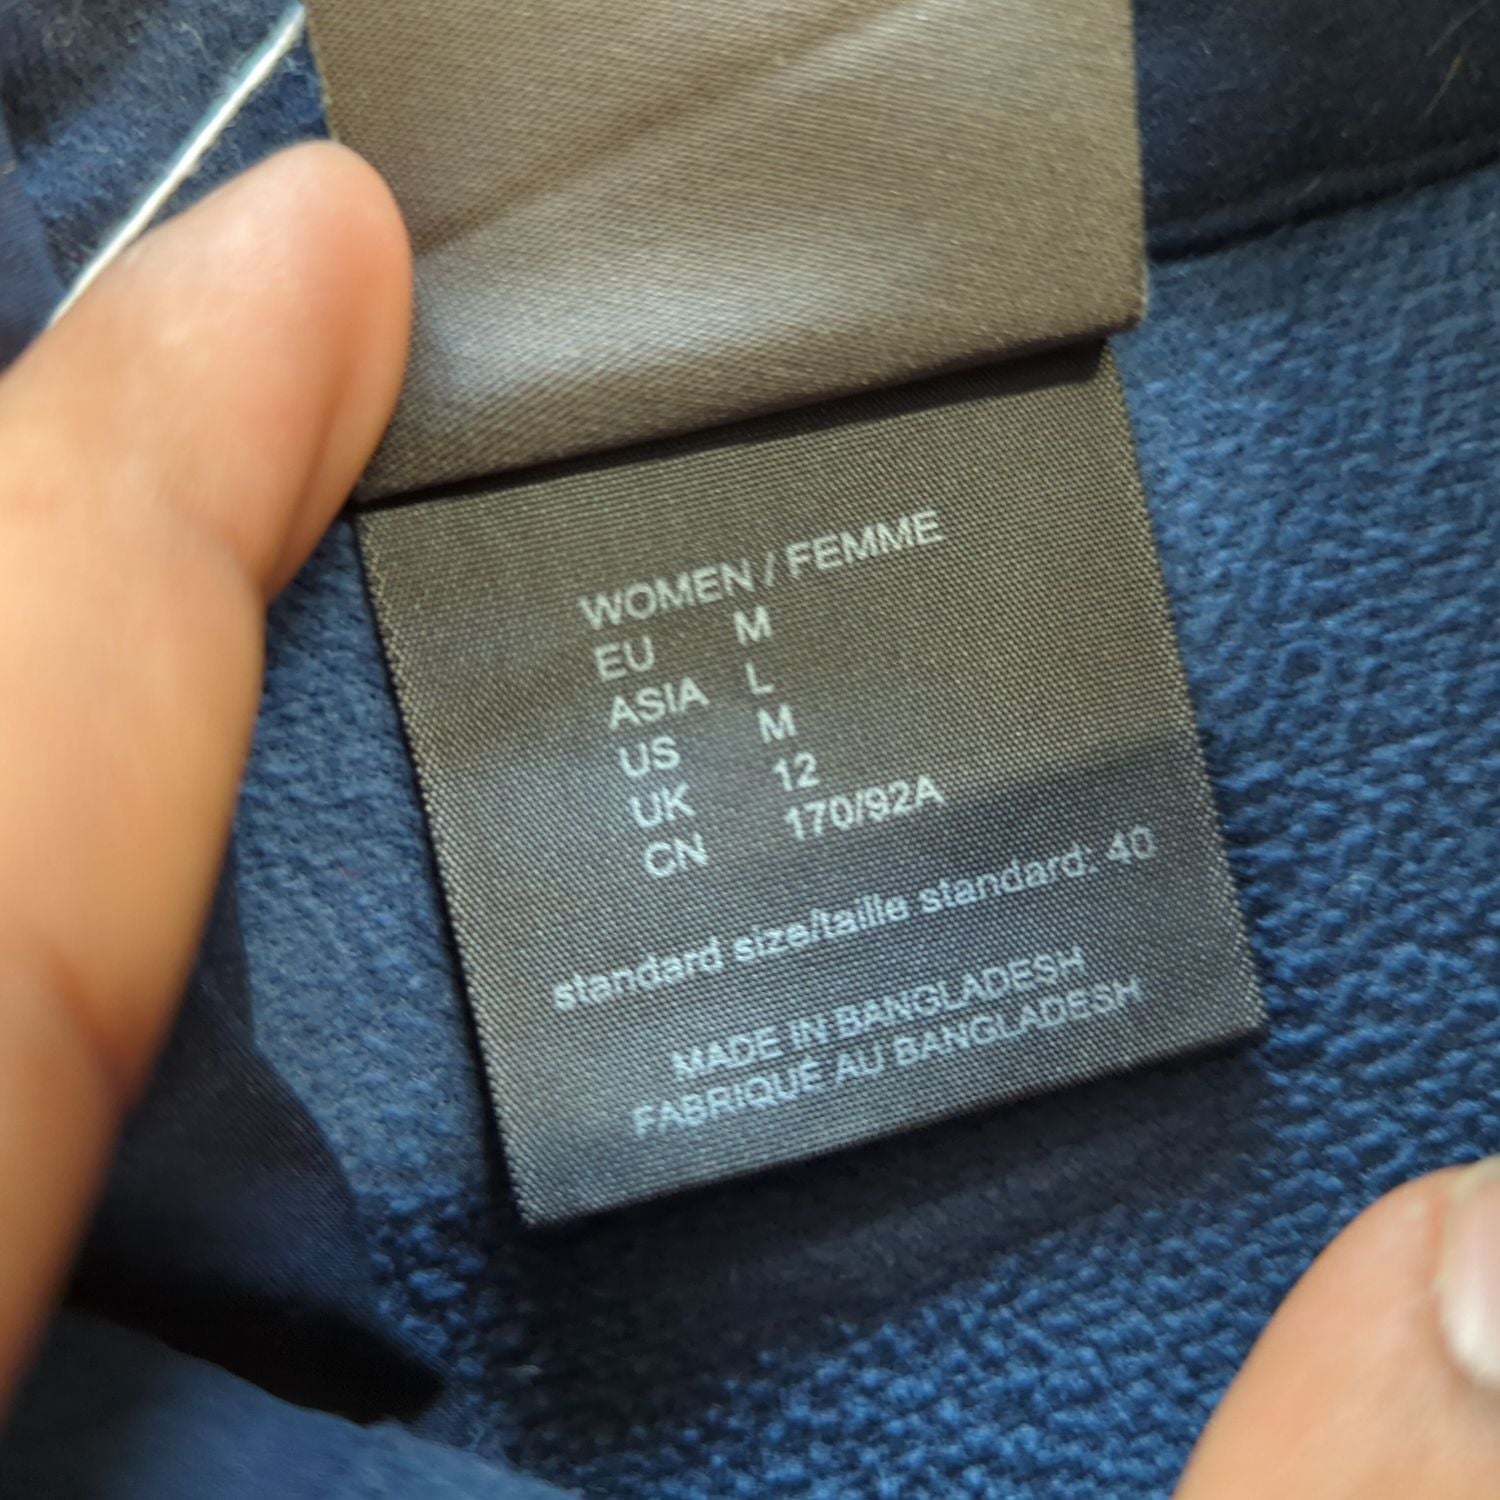 WOMEN / FEMME
EU M
ASIA L
US M
UK 12
CN 170/92A
standard size/taille standard: 40
MADE IN BANGLADESH
FABRIQUÉ AU BANGLADESH